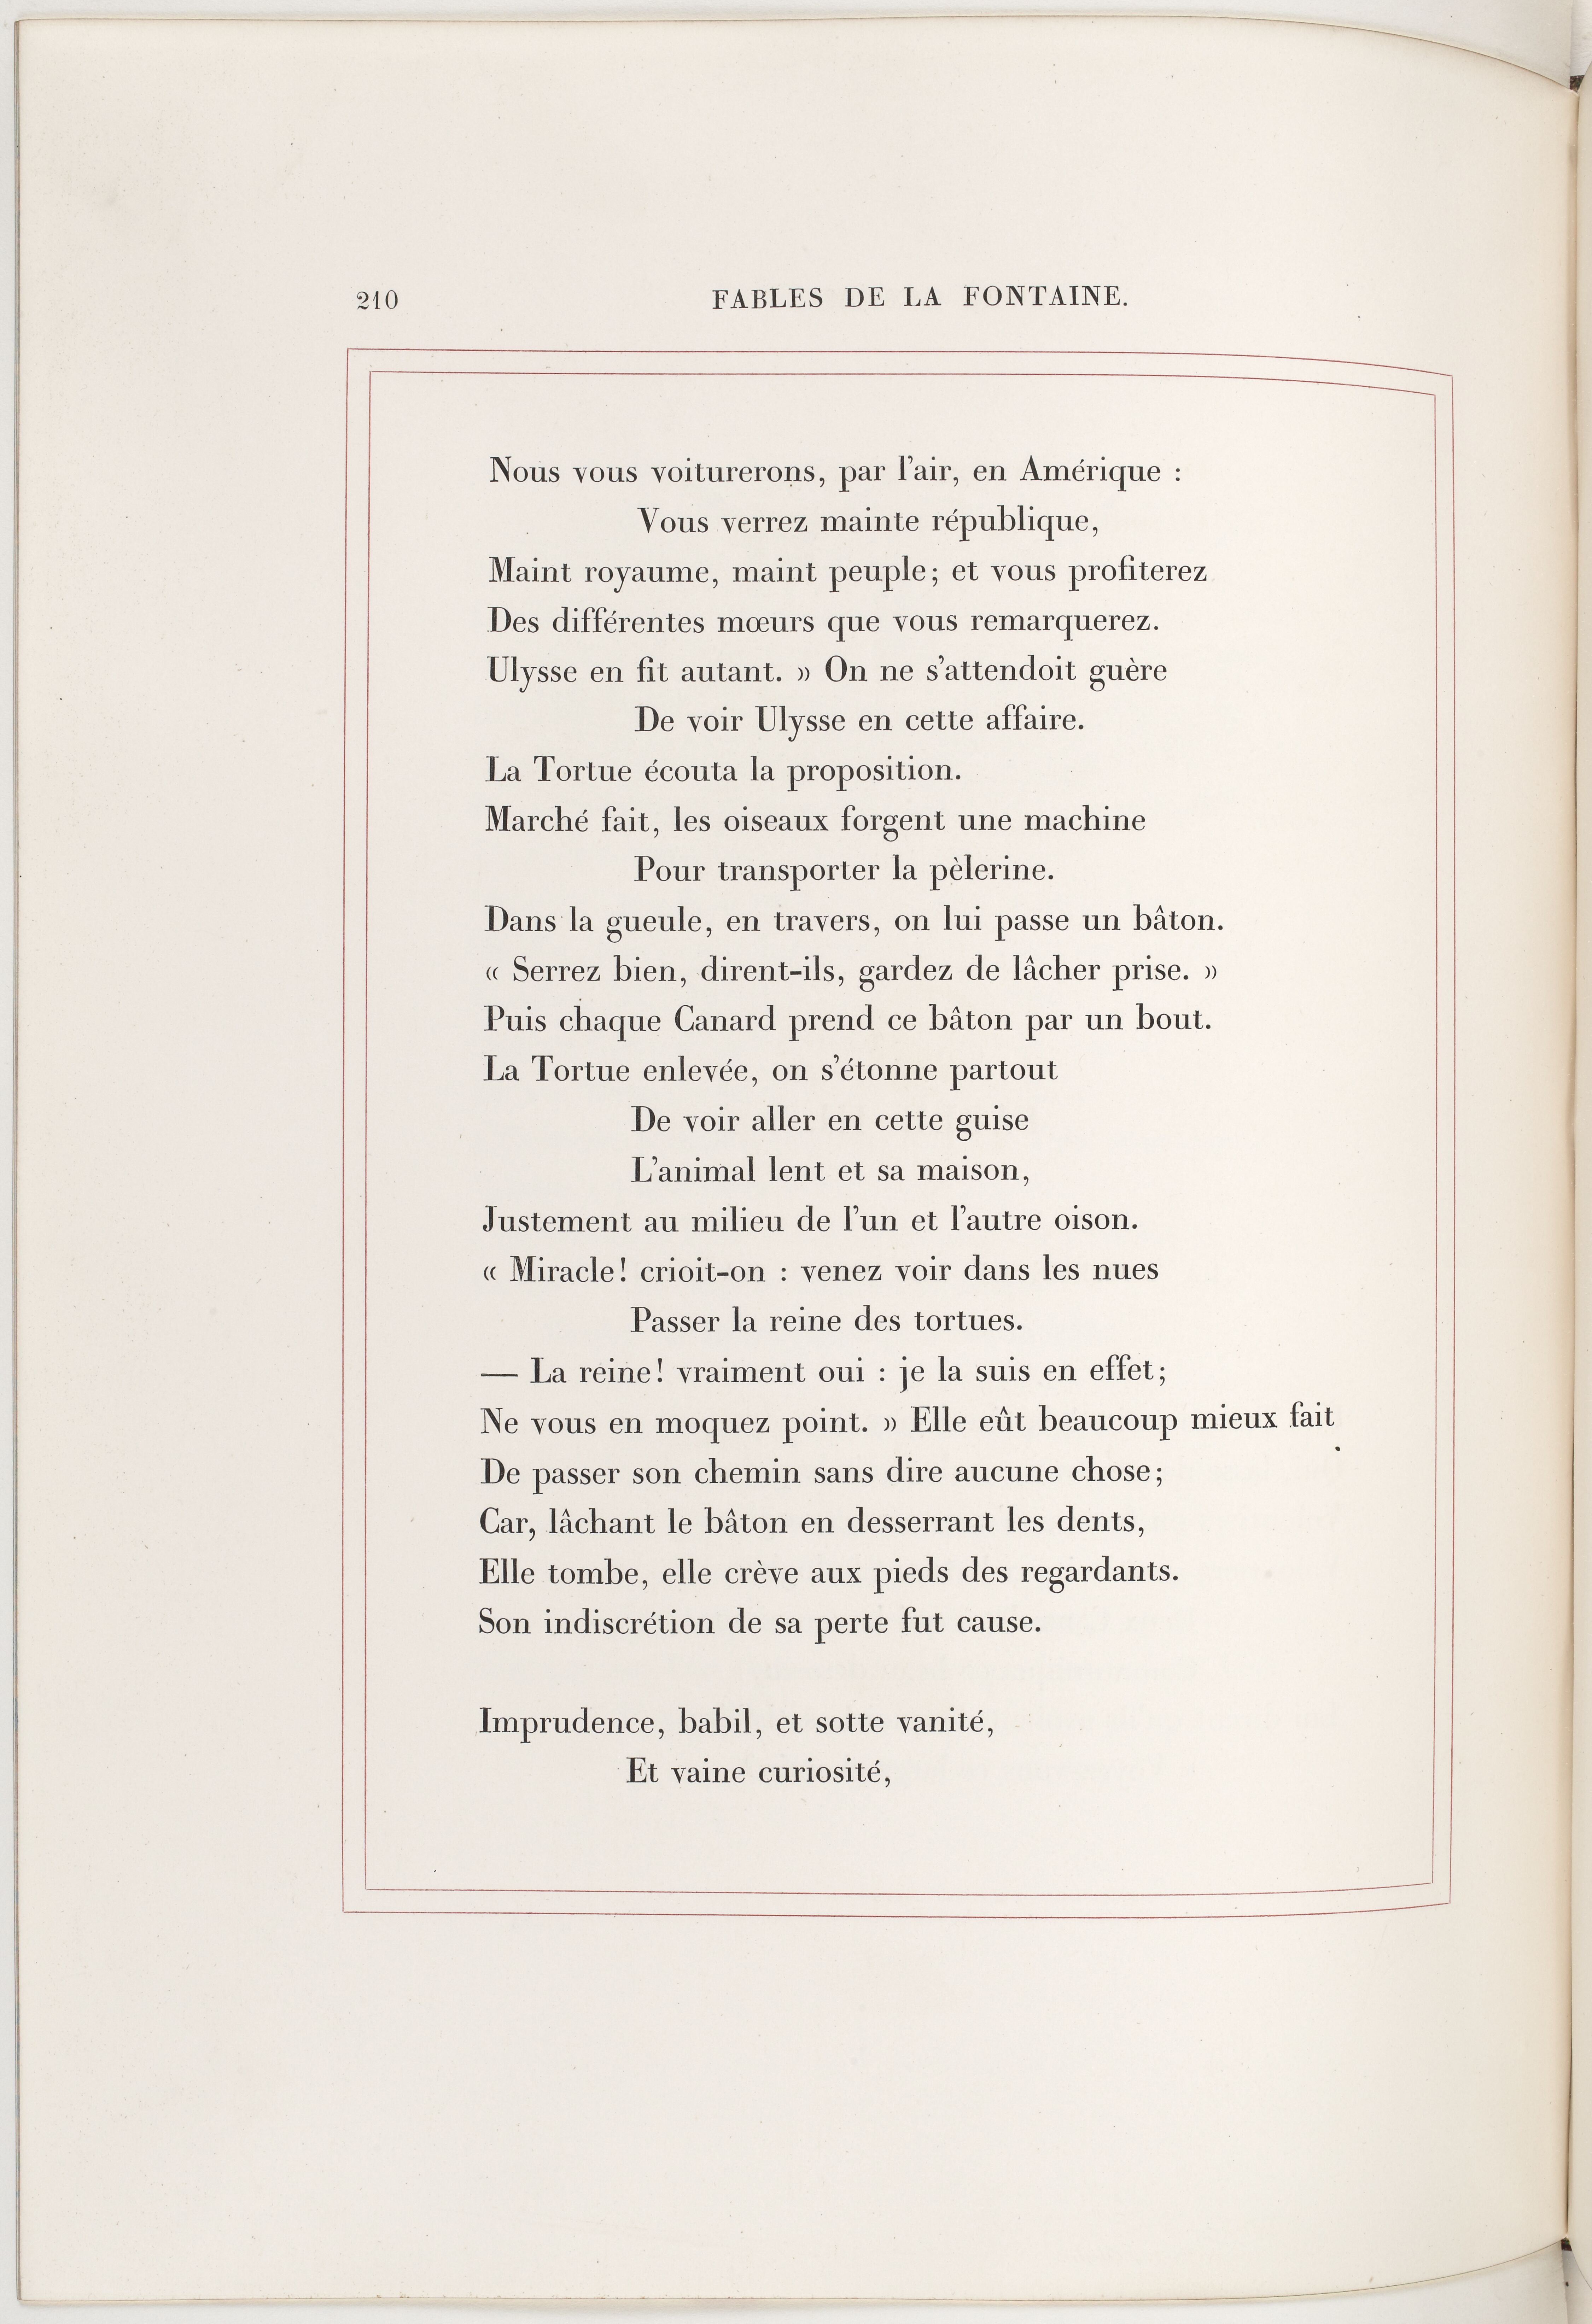 210
FABLES DE LA FONTAINE.
Nous vous voiturerons, par l'air, en Amérique :
Vous verrez mainte république,
Maint royaume, maint peuple; et vous profiterez
Des différentes mœurs que vous remarquerez.
Ulysse en fit autant. » On ne s'attendoit guère
De voir Ulysse en cette affaire.
La Tortue écouta la proposition.
Marché fait, les oiseaux forgent une machine
Pour transporter la pèlerine.
Dans la gueule, en travers, on lui passe un bâton.
« Serrez bien, dirent-ils, gardez de lâcher prise. »
Puis chaque Canard prend ce bâton par un bout.
La Tortue enlevée, on s'étonne partout
De voir aller en cette guise
L'animal lent et sa maison,
Justement au milieu de l'un et l'autre oison.
« Miracle! crioit-on : venez voir dans les nues
Passer la reine des tortues.
— La reine! vraiment oui : je la suis en effet;
Ne vous en moquez point. » Elle eût beaucoup mieux fait
De passer son chemin sans dire aucune chose;
Car, lâchant le bâton en desserrant les dents,
Elle tombe, elle crève aux pieds des regardants.
Son indiscrétion de sa perte fut cause.
Imprudence, babil, et sotte vanité,
Et vaine curiosité,